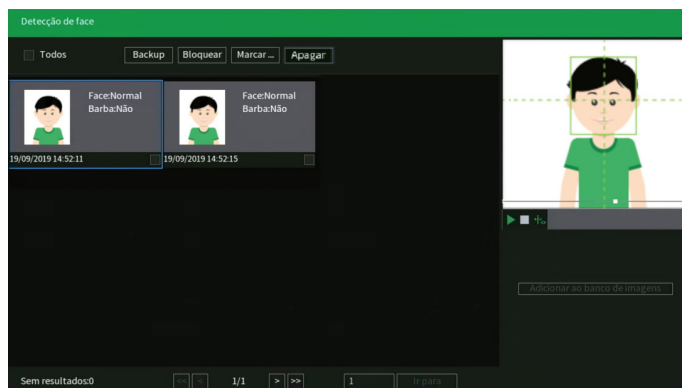 Detecção de face
Todos Backup Bloquear Marcar ... Apagar
Face:Normal
Barba:Não
19/09/2019 14:52:11
Face:Normal
Barba:Não
19/09/2019 14:52:15
Adicionar ao banco de imagens
Sem resultados:0 << < 1/1 > >> 1 Ir para